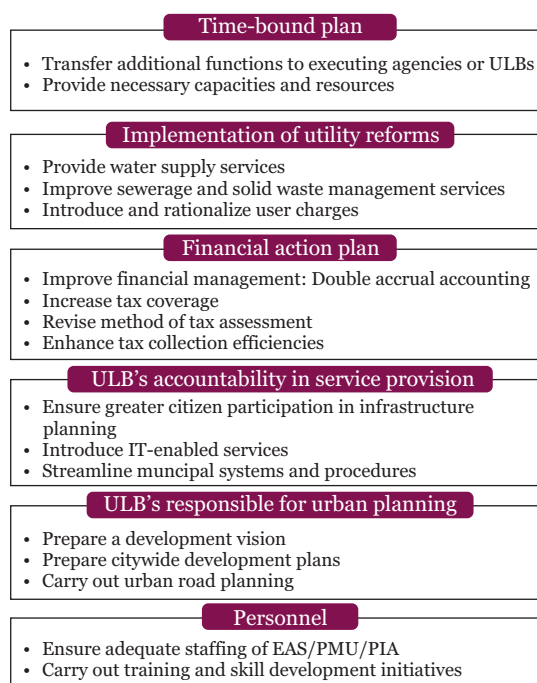 Time-bound plan
• Transfer additional functions to executing agencies or ULBs
• Provide necessary capacities and resources
Implementation of utility reforms
• Provide water supply services
• Improve sewerage and solid waste management services
• Introduce and rationalize user charges
Financial action plan
• Improve financial management: Double accrual accounting
• Increase tax coverage
• Revise method of tax assessment
• Enhance tax collection efficiencies
ULB's accountability in service provision
• Ensure greater citizen participation in infrastructure
planning
• Introduce IT-enabled services
• Streamline muncipal systems and procedures
ULB's responsible for urban planning
• Prepare a development vision
• Prepare citywide development plans
• Carry out urban road planning
Personnel
• Ensure adequate staffing of EAS/PMU/PIA
• Carry out training and skill development initiatives